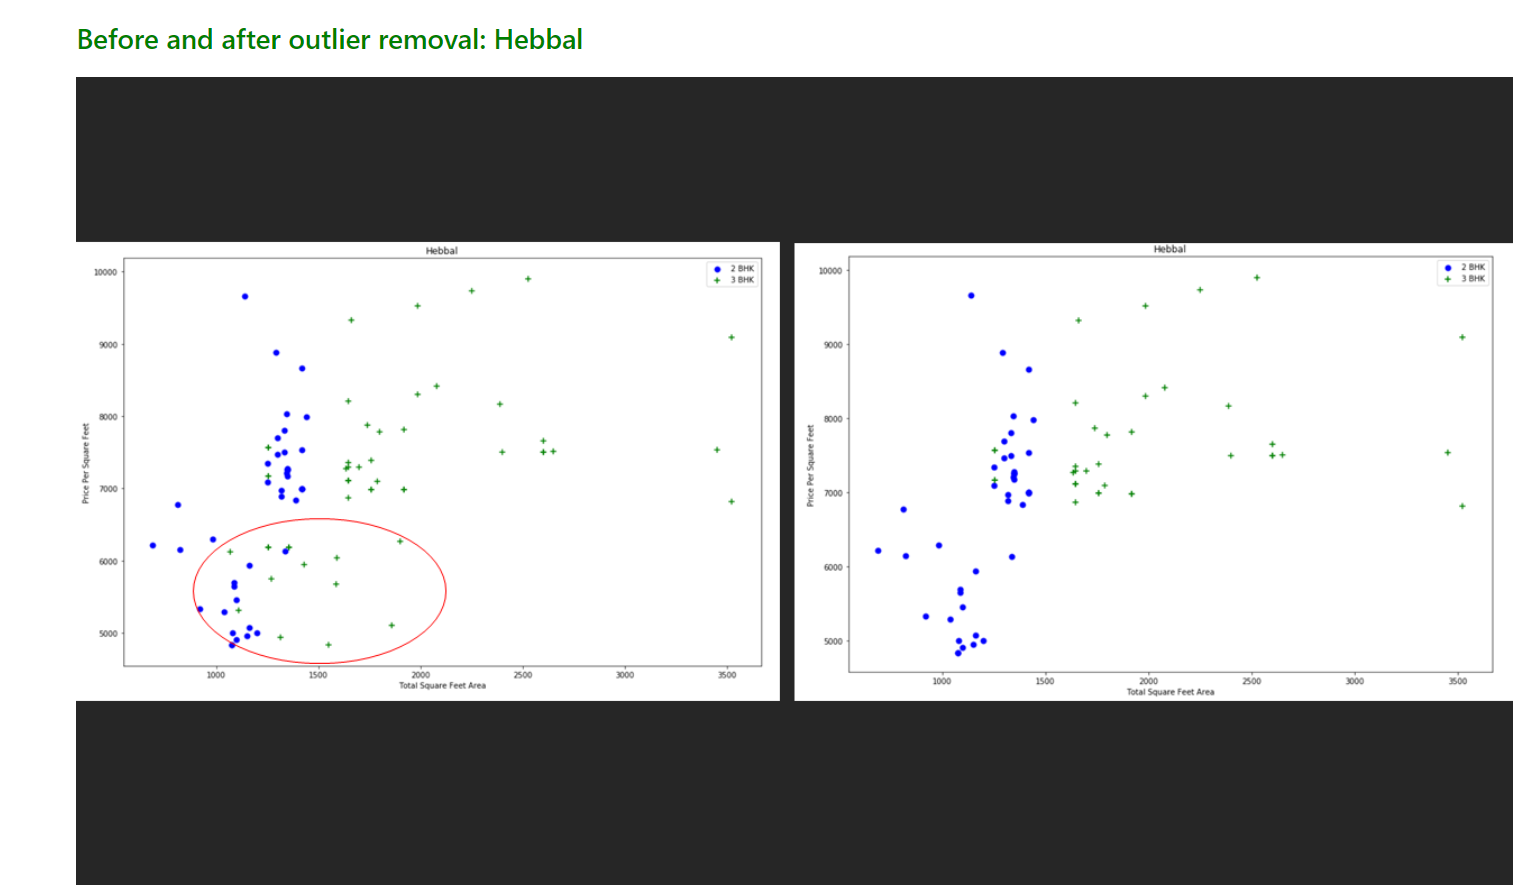 Before and after outlier removal: Hebbal
Hebbal
2 BHK
3 BHK
10000
9000
8000
7000
6000
5000
Price Per Square Feet
1000
1500
2000
2500
3000
3500
Total Square Feet Area
Hebbal
2 BHK
3 BHK
10000
9000
8000
7000
6000
5000
Price Per Square Feet
1000
1500
2000
2500
3000
3500
Total Square Feet Area